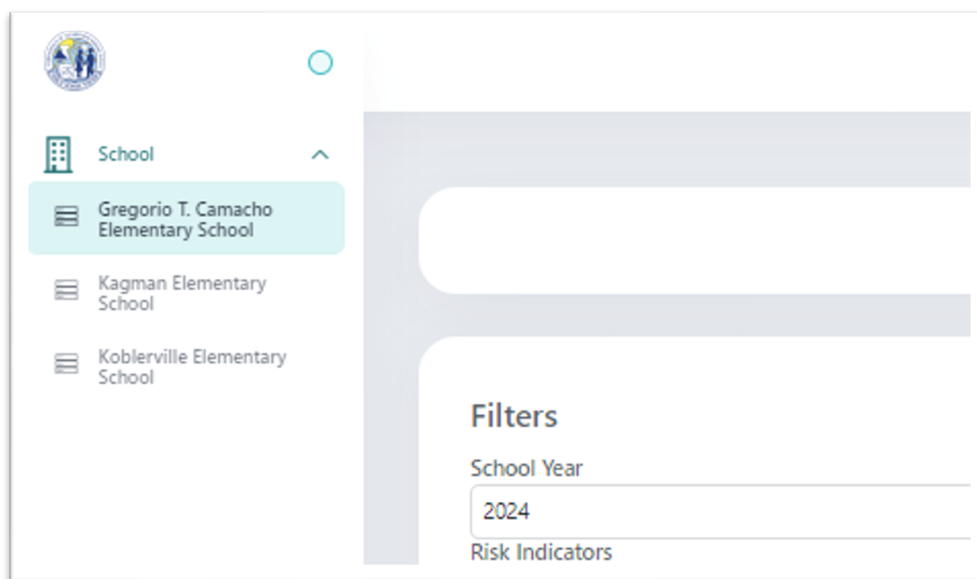 School
Gregorio T. Camacho
Elementary School
Kagman Elementary
School
Koblerville Elementary
School
Filters
School Year
2024
Risk Indicators